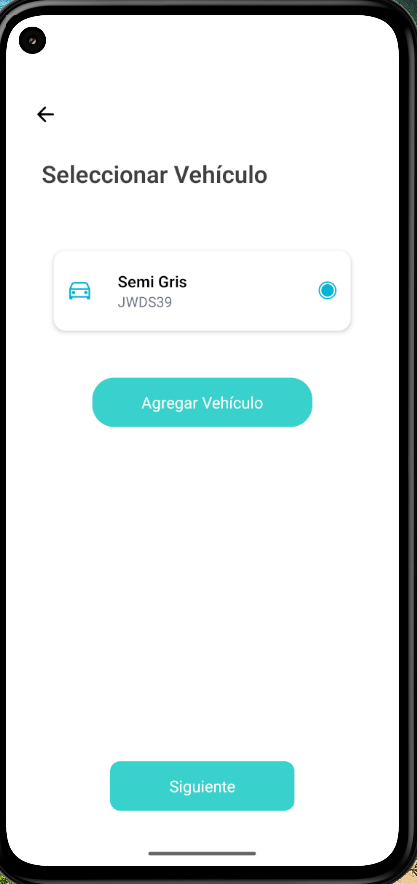 Seleccionar Vehículo
Semi Gris
JWDS39
Agregar Vehículo
Siguiente